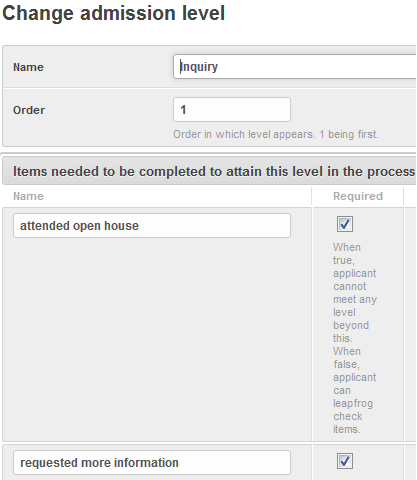 Change admission level
Name
Inquiry
Order
1
Order in which level appears. 1 being first.
Items needed to be completed to attain this level in the process
Name Required
attended open house
When
true,
applicant
cannot
meet any
level
beyond
this.
When
false,
applicant
can
leapfrog
check
items.
requested more information